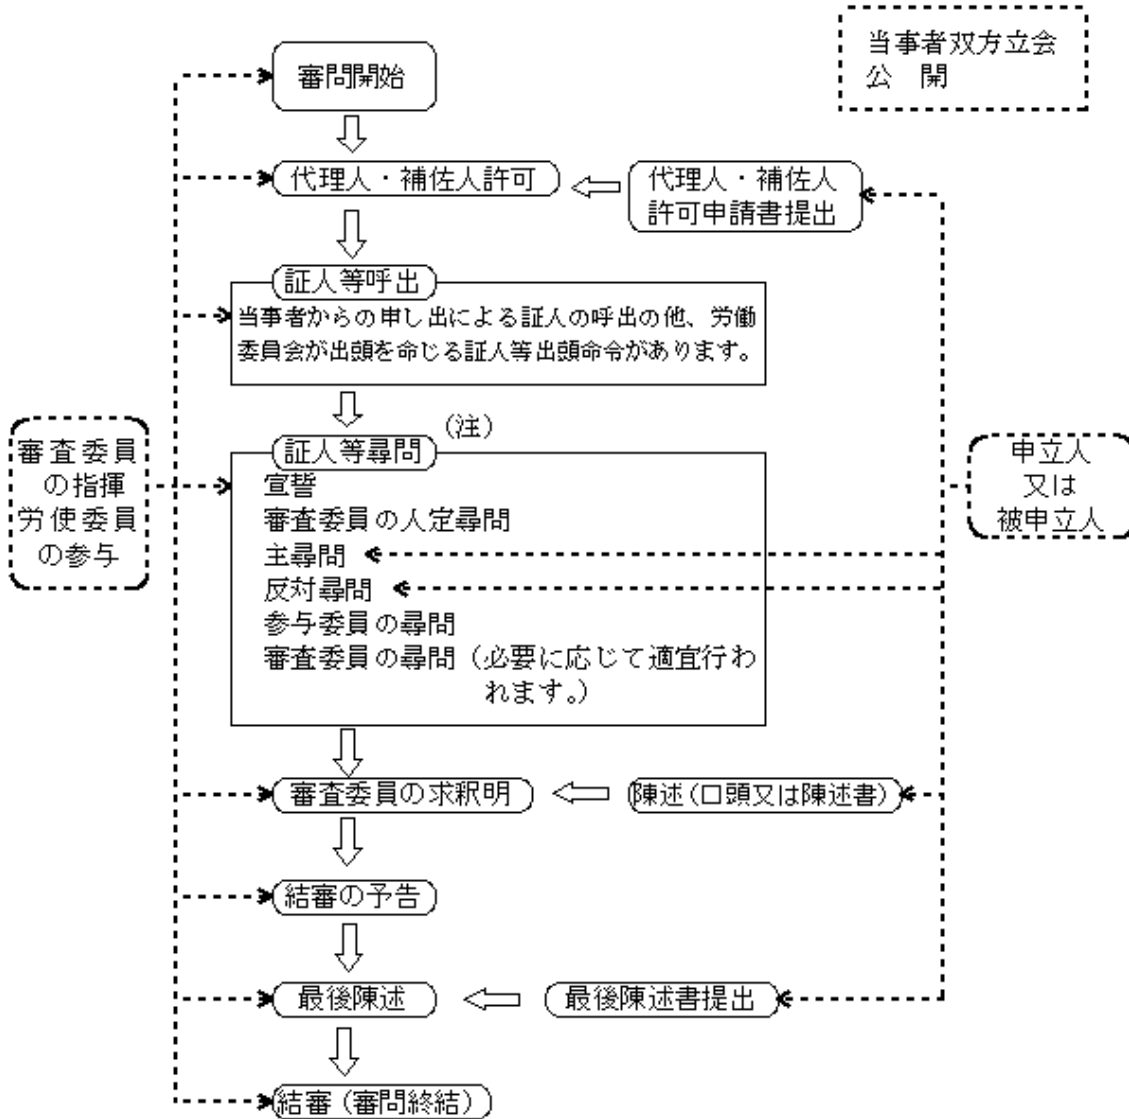 当事者双方立会
公　開
審問開始
代理人・補佐人許可
代理人・補佐人
許可申請書提出
証人等呼出
当事者からの申し出による証人の呼出の他、労働
委員会が出頭を命じる証人等出頭命令があります。
(注)
証人等尋問
宣誓
審査委員の人定尋問
主尋問
反対尋問
参与委員の尋問
審査委員の尋問（必要に応じて適宜行わ
れます。）
審査委員
の指揮
労使委員
の参与
申立人
又は
被申立人
審査委員の求釈明
陳述(口頭又は陳述書)
結審の予告
最後陳述
最後陳述書提出
結審（審問終結）